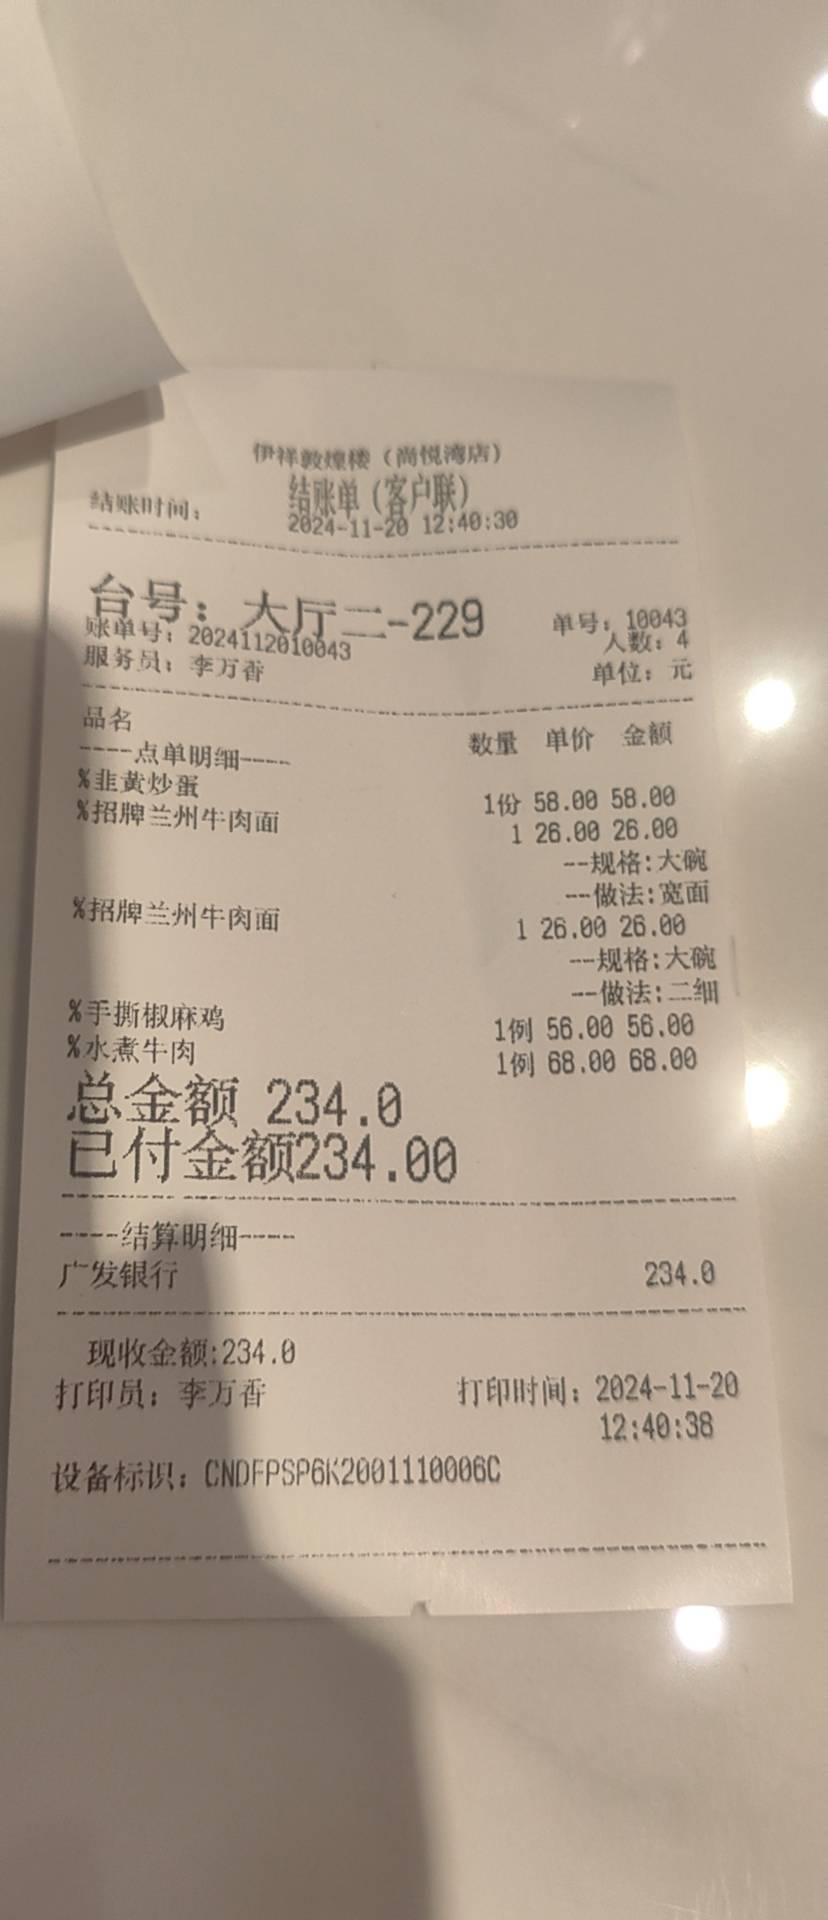 伊祥敦煌楼（尚悦湾店）
结账单（客户联）
结账时间： 2024-11-20 12:40:30
台号：大厅二-229 单号：10043
账单号：2024112010043 人数：4
服务员：李万香 单位：元
品名 数量 单价 金额
----点单明细----
%韭黄炒蛋 1份 58.00 58.00
%招牌兰州牛肉面 1 26.00 26.00
--规格:大碗
--做法:宽面
%招牌兰州牛肉面 1 26.00 26.00
--规格:大碗
--做法:二细
%手撕椒麻鸡 1例 56.00 56.00
%水煮牛肉 1例 68.00 68.00
总金额 234.0
已付金额234.00
----结算明细----
广发银行 234.0
现收金额:234.0
打印员：李万香 打印时间：2024-11-20
12:40:38
设备标识：CNDFPSP6K2001110006C